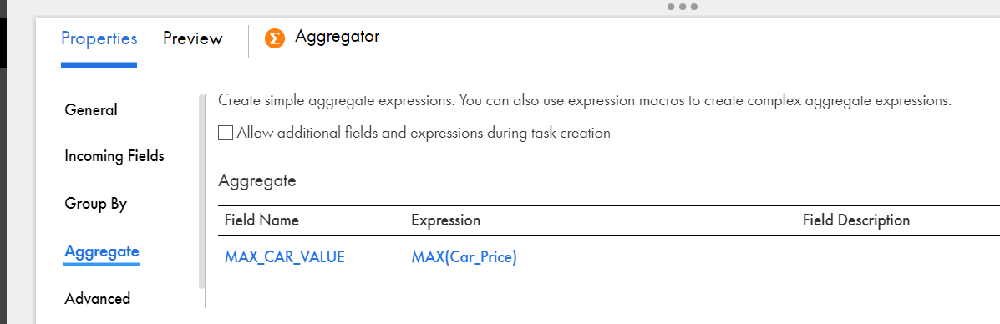 Properties Preview Aggregator
General
Incoming Fields
Group By
Aggregate
Advanced
Create simple aggregate expressions. You can also use expression macros to create complex aggregate expressions.
Allow additional fields and expressions during task creation
Aggregate
Field Name Expression Field Description
MAX_CAR_VALUE MAX(Car_Price)